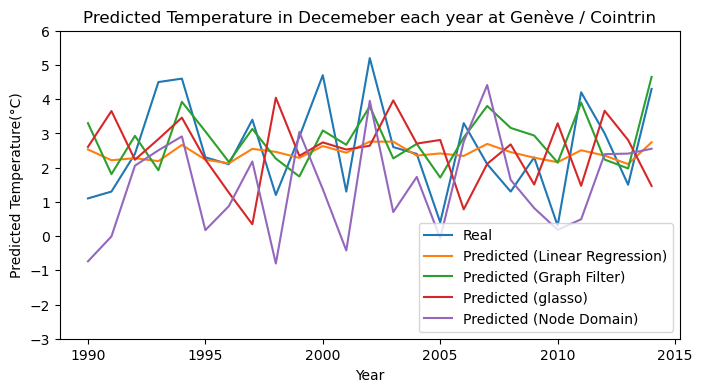 Predicted Temperature in Decemeber each year at Genève / Cointrin
Predicted Temperature(°C)
6
5
4
3
2
1
0
−1
−2
−3
1990
1995
2000
2005
2010
2015
Year
Real
Predicted (Linear Regression)
Predicted (Graph Filter)
Predicted (glasso)
Predicted (Node Domain)